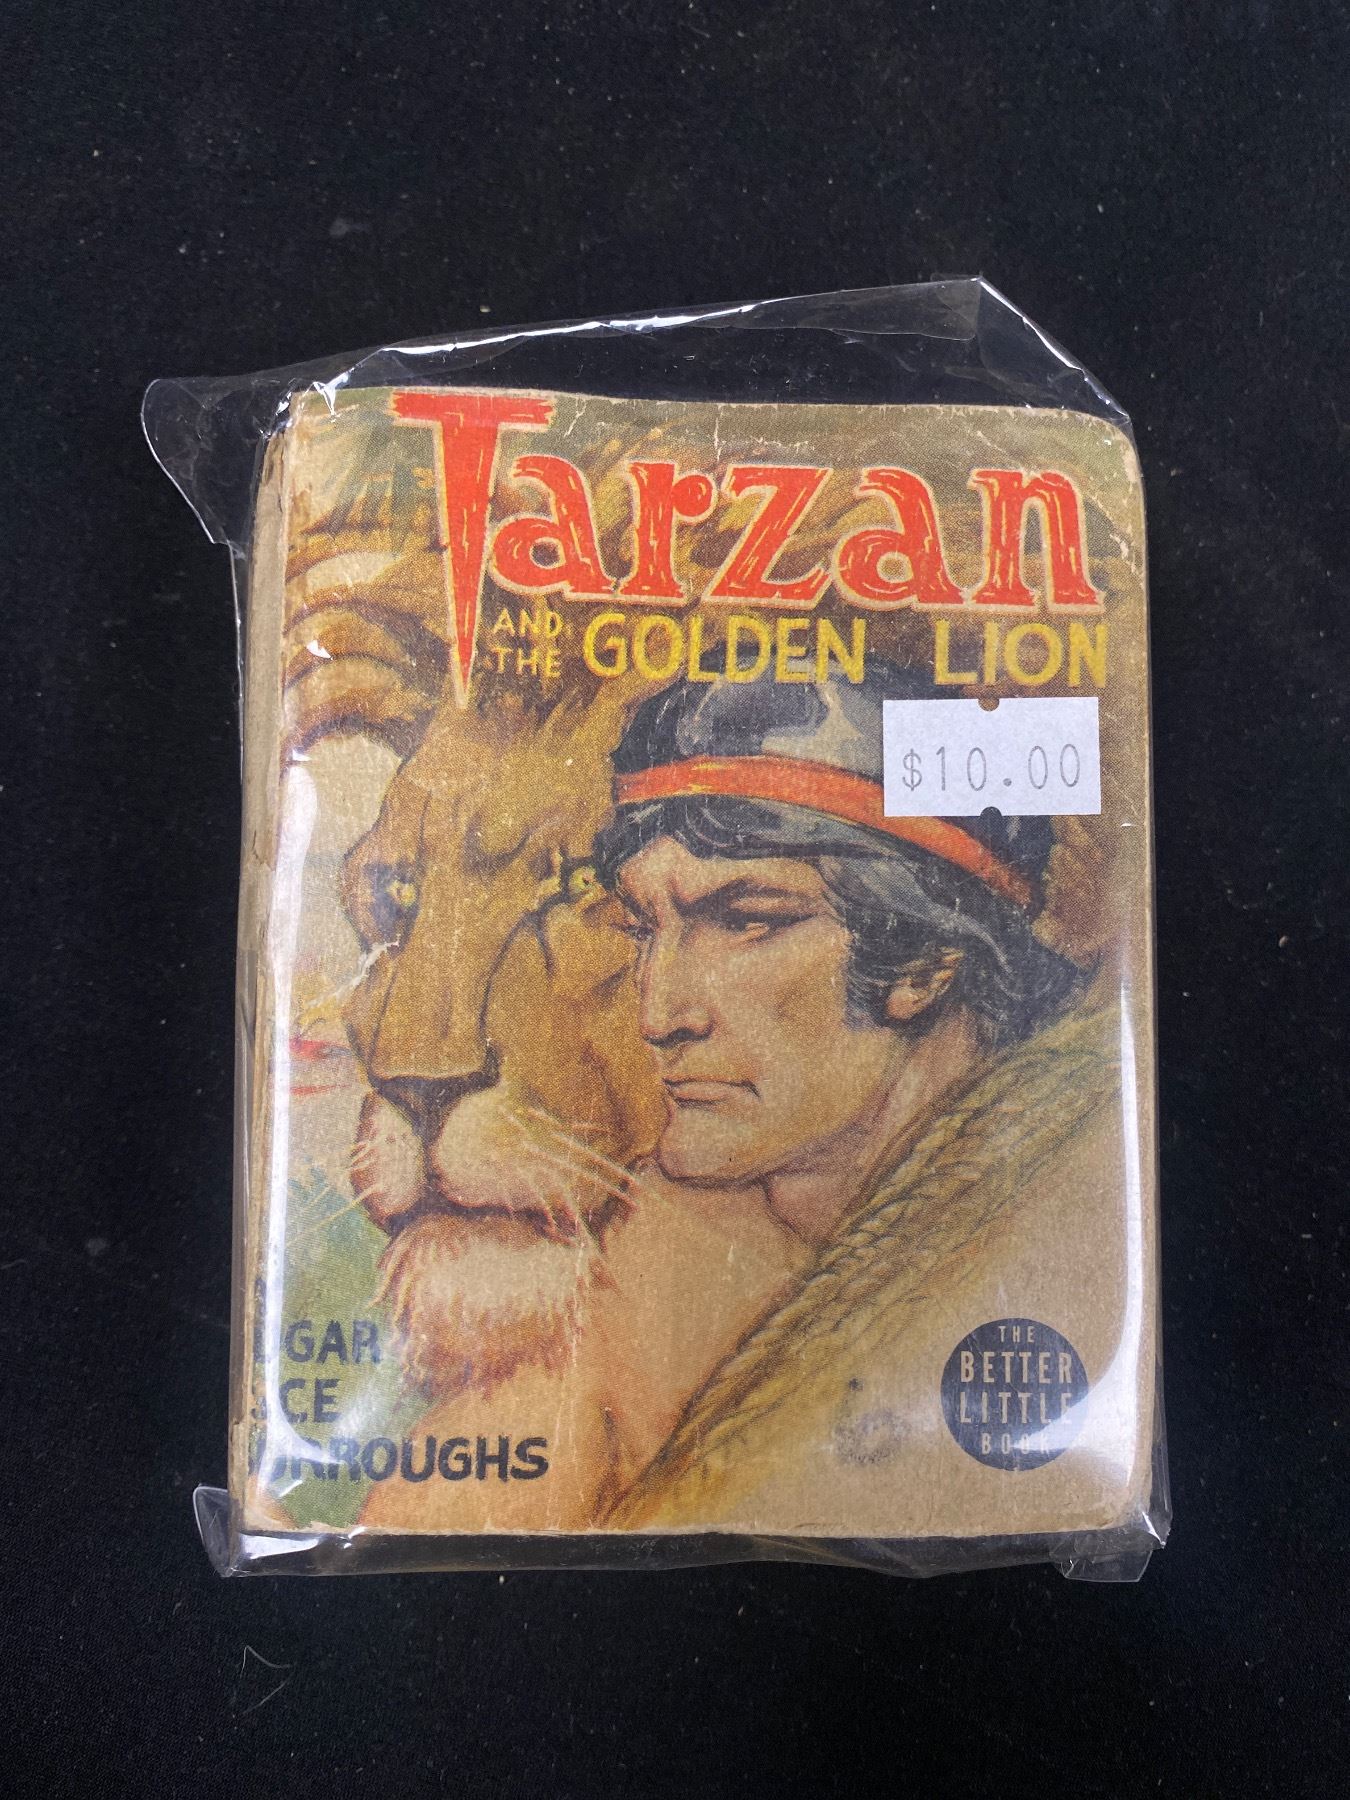 Tarzan
AND THE GOLDEN LION
$10.00
GAR
CE
RROUGHS
THE
BETTER
LITTLE
BOOK